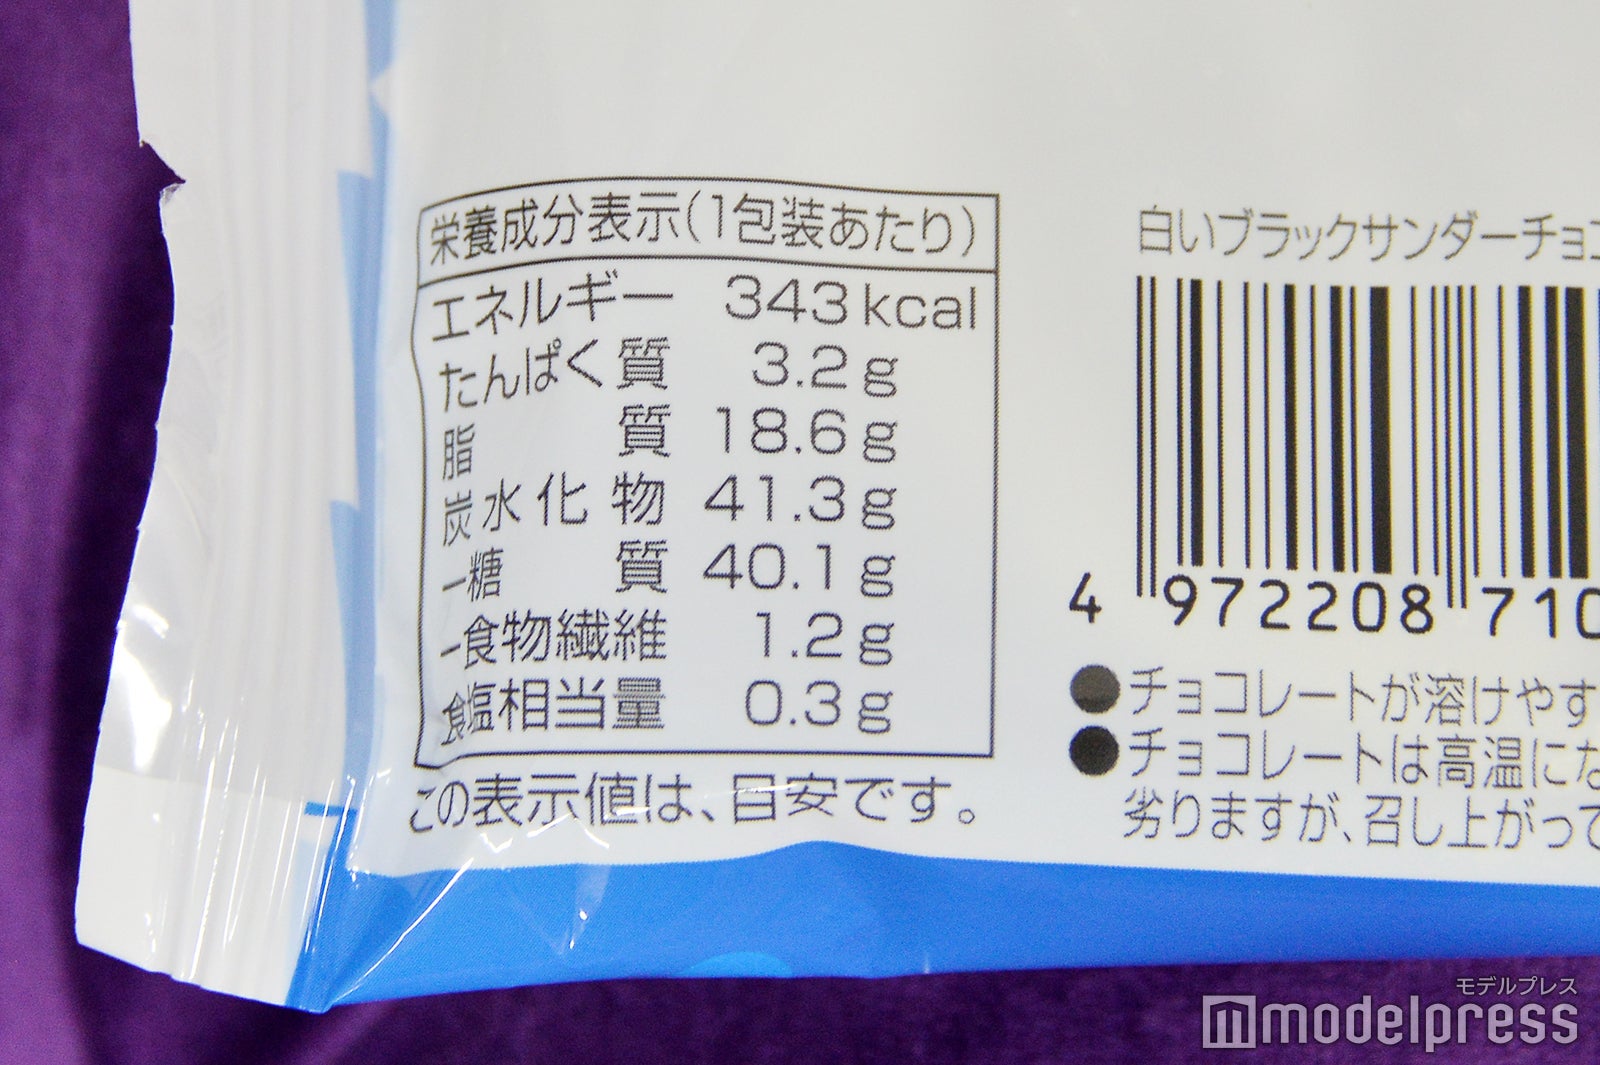 栄養成分表示(1包装あたり)
エネルギー 343kcal
たんぱく質 3.2g
脂質 18.6g
炭水化物 41.3g
-糖質 40.1g
-食物繊維 1.2g
食塩相当量 0.3g
この表示値は、目安です。
白いブラックサンダーチョコ
4 972208 710
●チョコレートが溶けやす
●チョコレートは高温にな
劣りますが、召し上がって
モデルプレス
modelpress